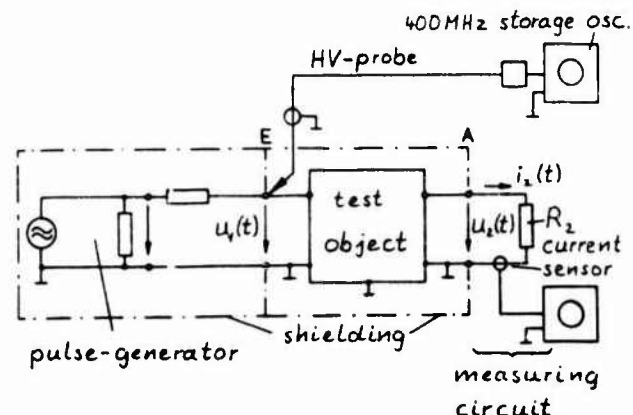 400MHz storage osc.
HV-probe
E
A
i₂(t)
test
object
u₁(t)
u₂(t)
R₂
current
sensor
shielding
pulse-generator
measuring
circuit